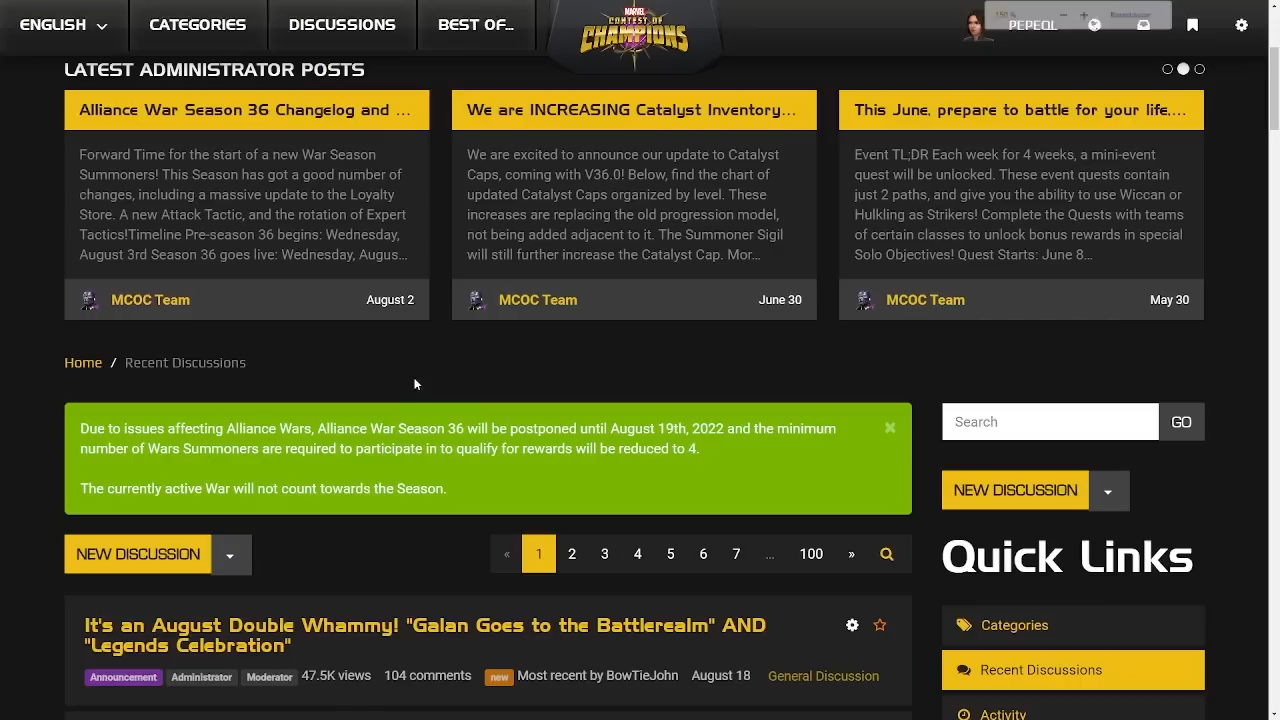 ENGLISH CATEGORIES DISCUSSIONS BEST OF... MARVEL CONTEST OF CHAMPIONS PEPEQL
LATEST ADMINISTRATOR POSTS
Alliance War Season 36 Changelog and ...
Forward Time for the start of a new War Season
Summoners! This Season has got a good number of
changes, including a massive update to the Loyalty
Store. A new Attack Tactic, and the rotation of Expert
Tactics!Timeline Pre-season 36 begins: Wednesday,
August 3rd Season 36 goes live: Wednesday, Augus...
MCOC Team August 2
We are INCREASING Catalyst Inventory...
We are excited to announce our update to Catalyst
Caps, coming with V36.0! Below, find the chart of
updated Catalyst Caps organized by level. These
increases are replacing the old progression model,
not being added adjacent to it. The Summoner Sigil
will still further increase the Catalyst Cap. Mor...
MCOC Team June 30
This June, prepare to battle for your life,...
Event TL;DR Each week for 4 weeks, a mini-event
quest will be unlocked. These event quests contain
just 2 paths, and give you the ability to use Wiccan or
Hulkling as Strikers! Complete the Quests with teams
of certain classes to unlock bonus rewards in special
Solo Objectives! Quest Starts: June 8...
MCOC Team May 30
Home / Recent Discussions
Due to issues affecting Alliance Wars, Alliance War Season 36 will be postponed until August 19th, 2022 and the minimum
number of Wars Summoners are required to participate in to qualify for rewards will be reduced to 4.
The currently active War will not count towards the Season.
×
NEW DISCUSSION
« 1 2 3 4 5 6 7 ... 100 »
It's an August Double Whammy! "Galan Goes to the Battlerealm" AND
"Legends Celebration"
Announcement Administrator Moderator 47.5K views 104 comments new Most recent by BowTieJohn August 18 General Discussion
Search GO
NEW DISCUSSION
Quick Links
Categories
Recent Discussions
Activity